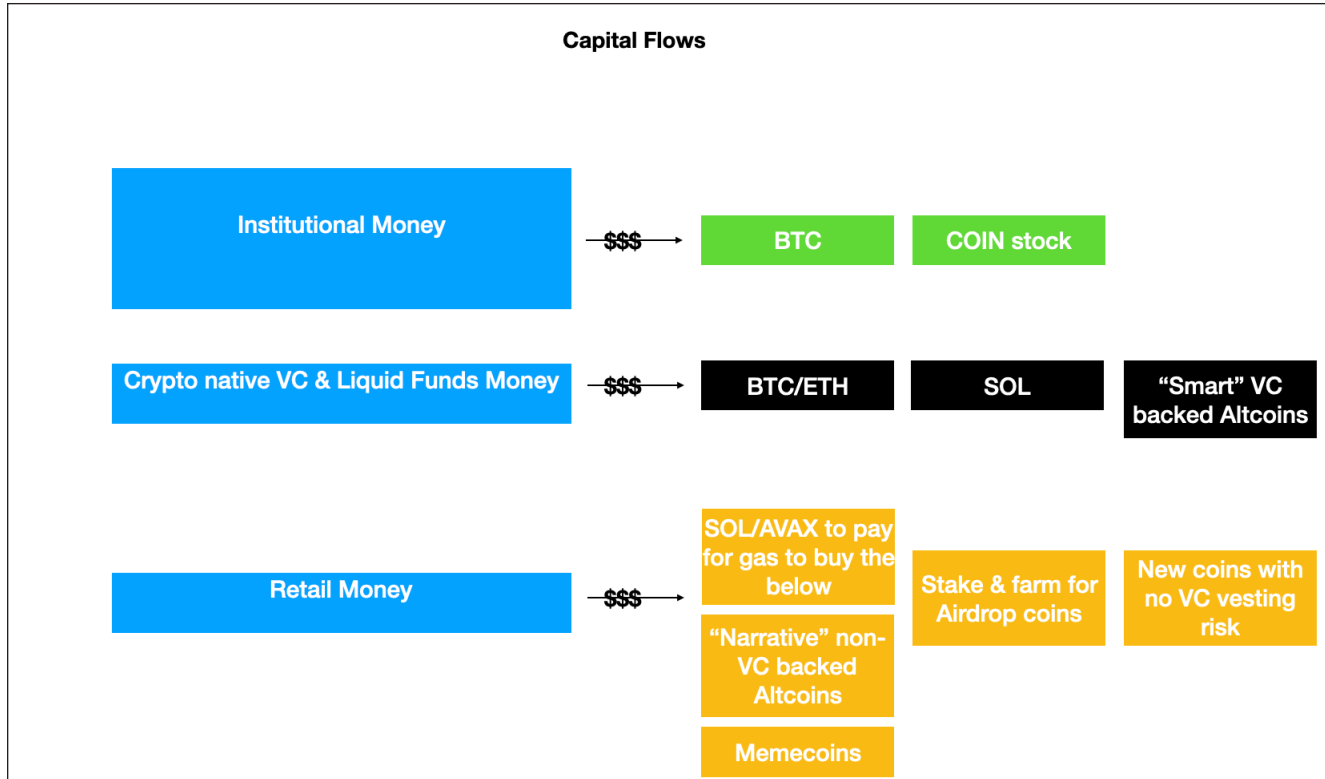 Capital Flows
Institutional Money
$$$
BTC
COIN stock
Crypto native VC & Liquid Funds Money
$$$
BTC/ETH
SOL
“Smart” VC
backed Altcoins
Retail Money
$$$
SOL/AVAX to pay
for gas to buy the
below
Stake & farm for
Airdrop coins
New coins with
no VC vesting
risk
“Narrative” non-
VC backed
Altcoins
Memecoins